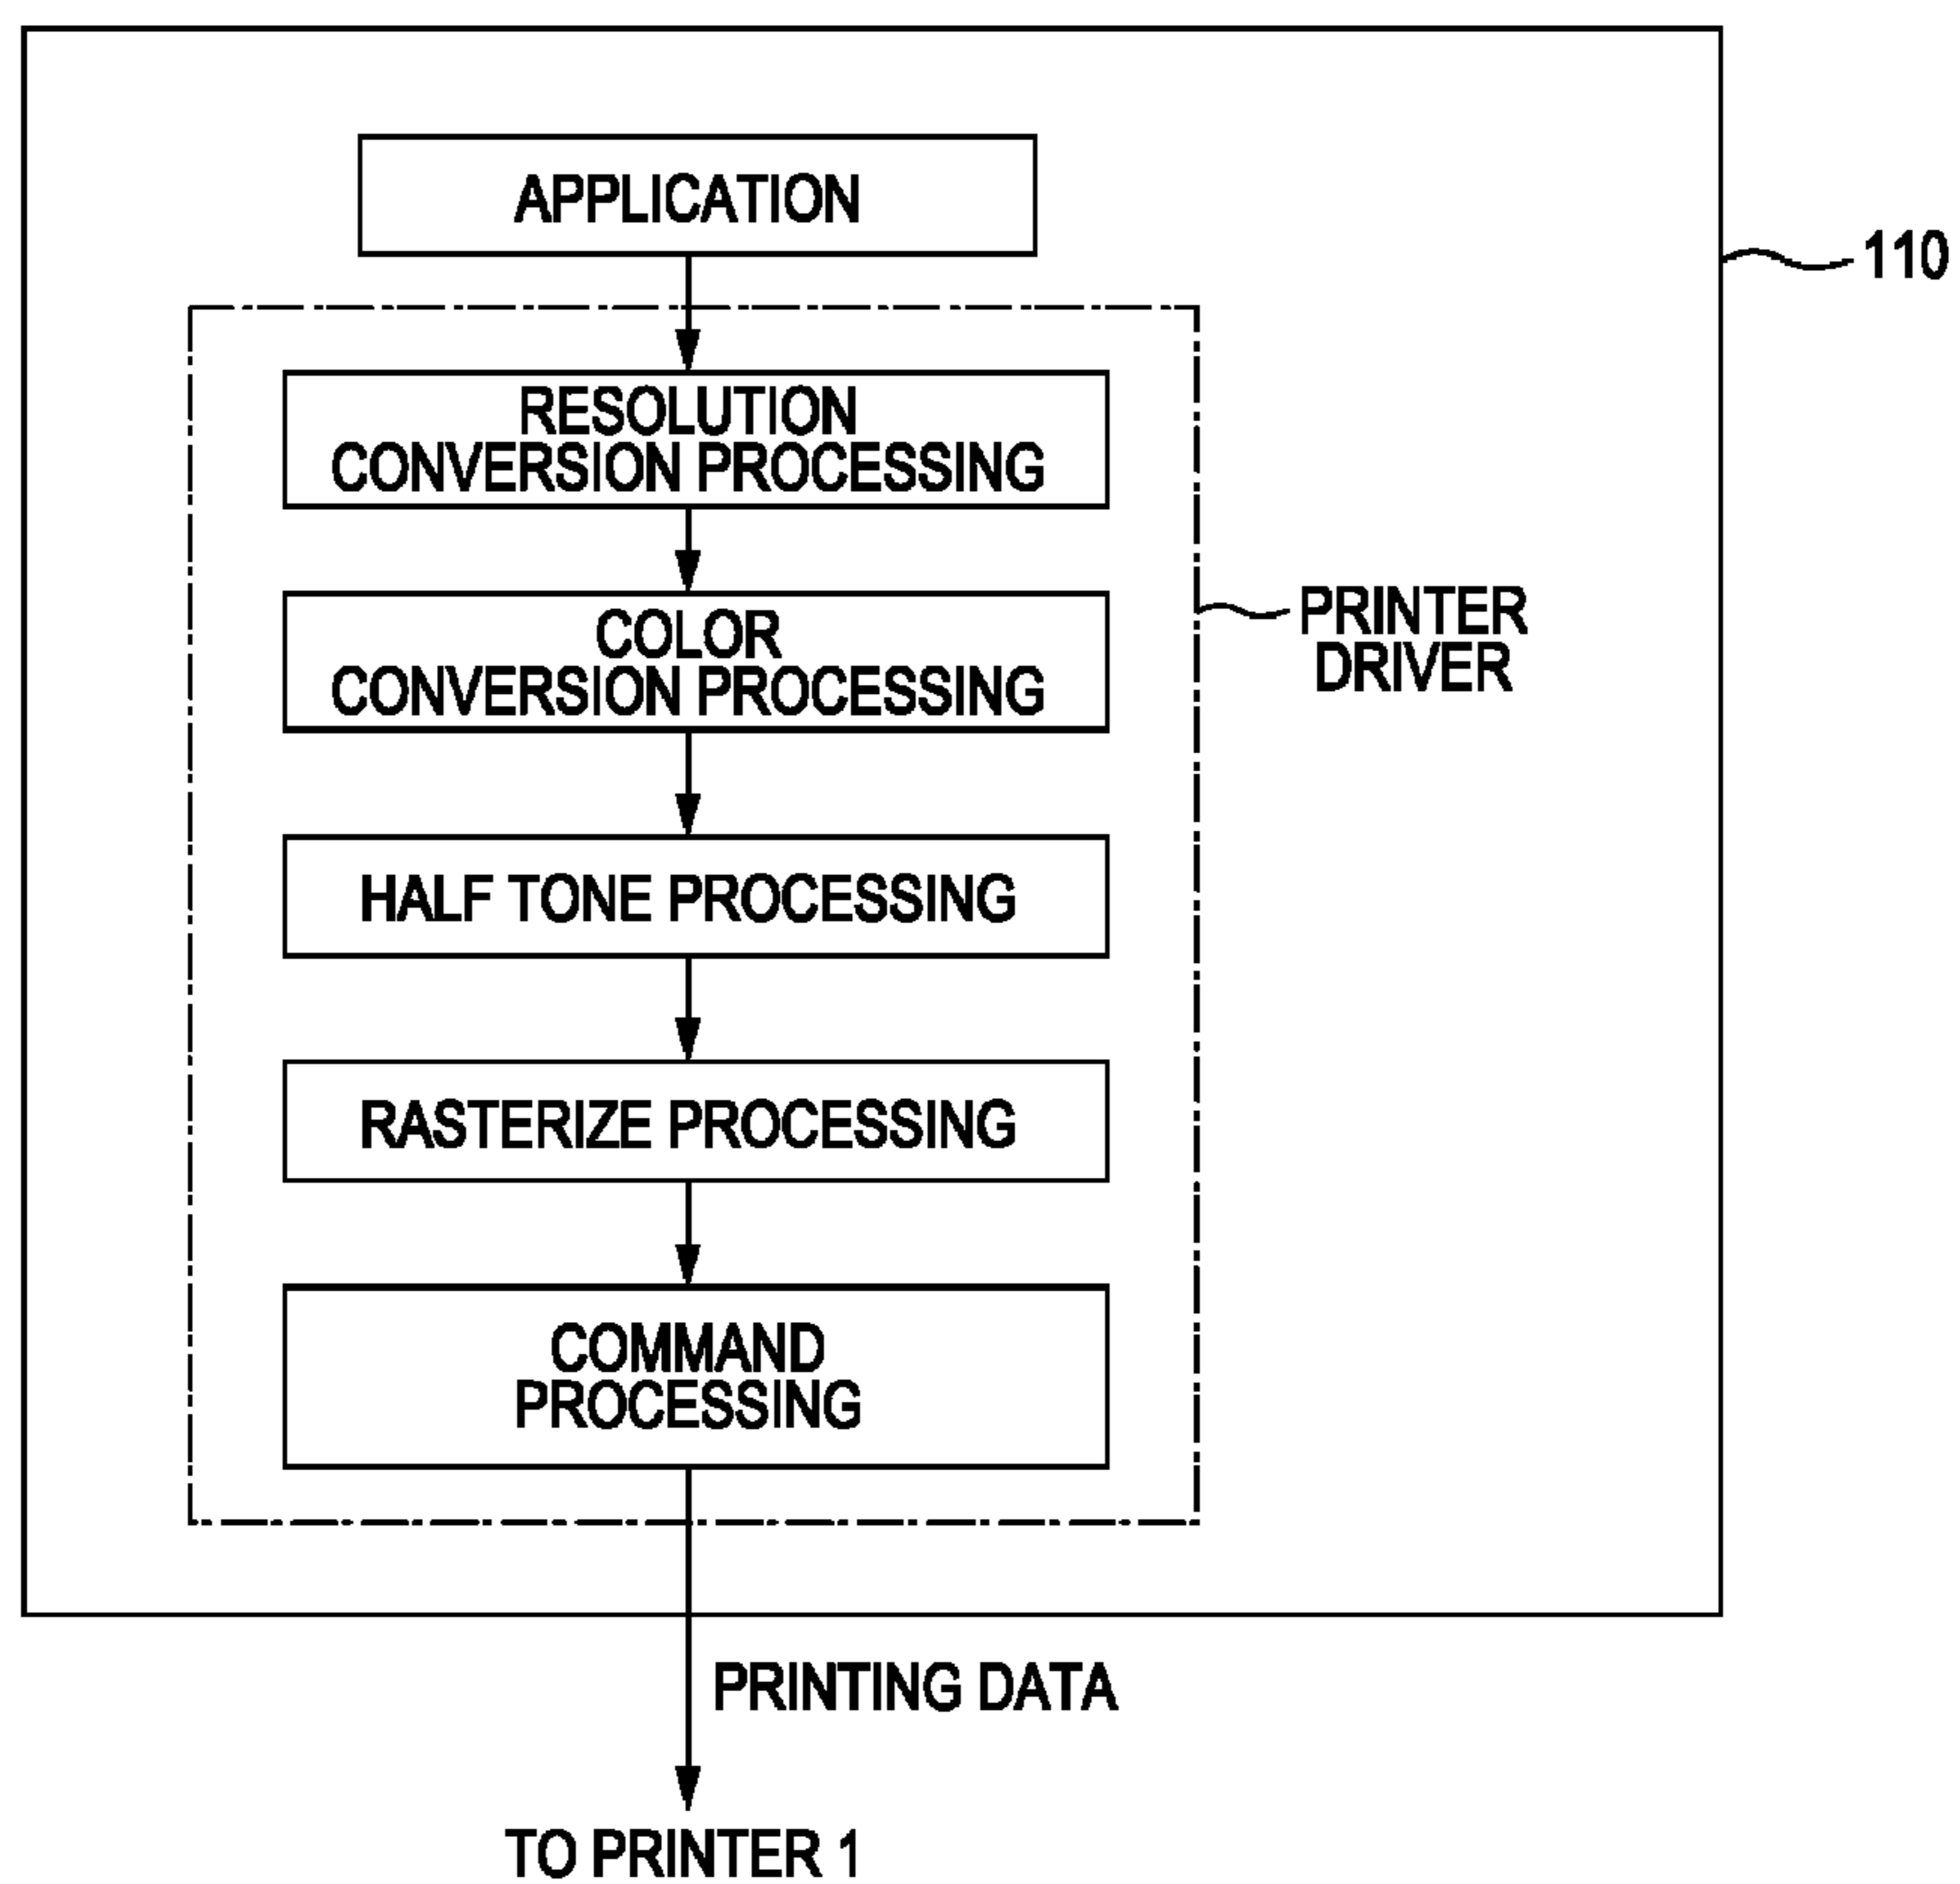 APPLICATION
110
RESOLUTION
CONVERSION PROCESSING
COLOR
CONVERSION PROCESSING
PRINTER
DRIVER
HALF TONE PROCESSING
RASTERIZE PROCESSING
COMMAND
PROCESSING
PRINTING DATA
TO PRINTER 1